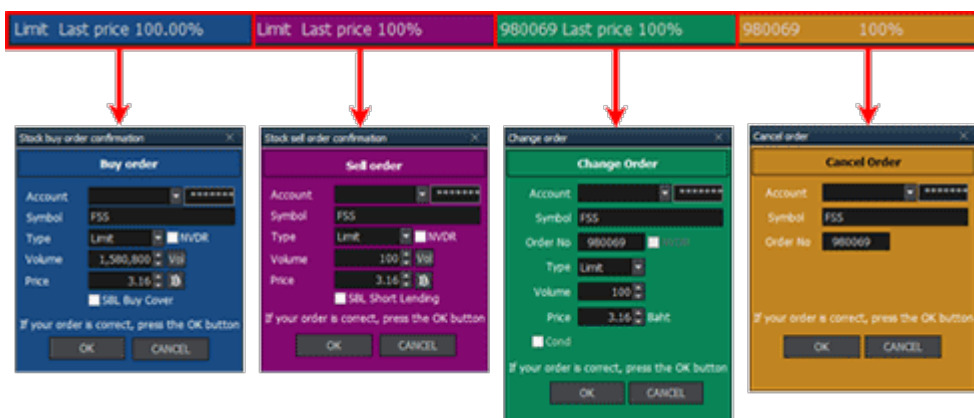 Limit Last price 100.00%
Limit Last price 100%
980069 Last price 100%
980069 100%
Stock buy order confirmation
Buy order
Account *******
Symbol FSS
Type Limit NVDR
Volume 1,580,800 Vol
Price 3.16
SBL Buy Cover
If your order is correct, press the OK button
OK CANCEL
Stock sell order confirmation
Sell order
Account *******
Symbol FSS
Type Limit NVDR
Volume 100 Vol
Price 3.16
SBL Short Lending
If your order is correct, press the OK button
OK CANCEL
Change order
Change Order
Account *******
Symbol FSS
Order No 980069 NVDR
Type Limit
Volume 100
Price 3.16 Baht
Cond
If your order is correct, press the OK button
OK CANCEL
Cancel order
Cancel Order
Account *******
Symbol FSS
Order No 980069
If your order is correct, press the OK button
OK CANCEL